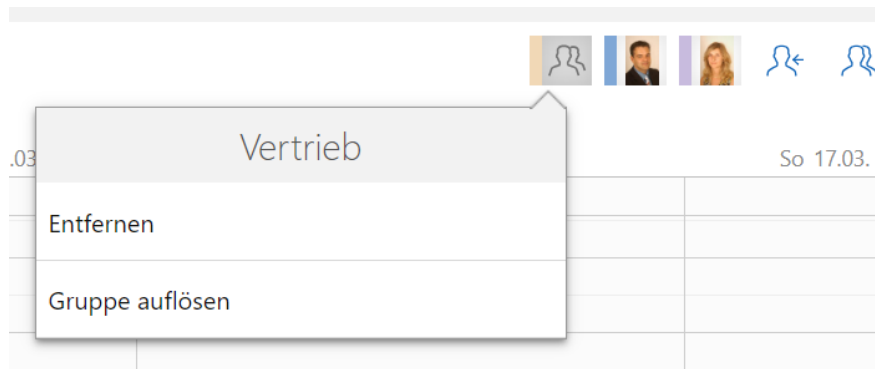 Vertrieb
.03
So 17.03.
Entfernen
Gruppe auflösen